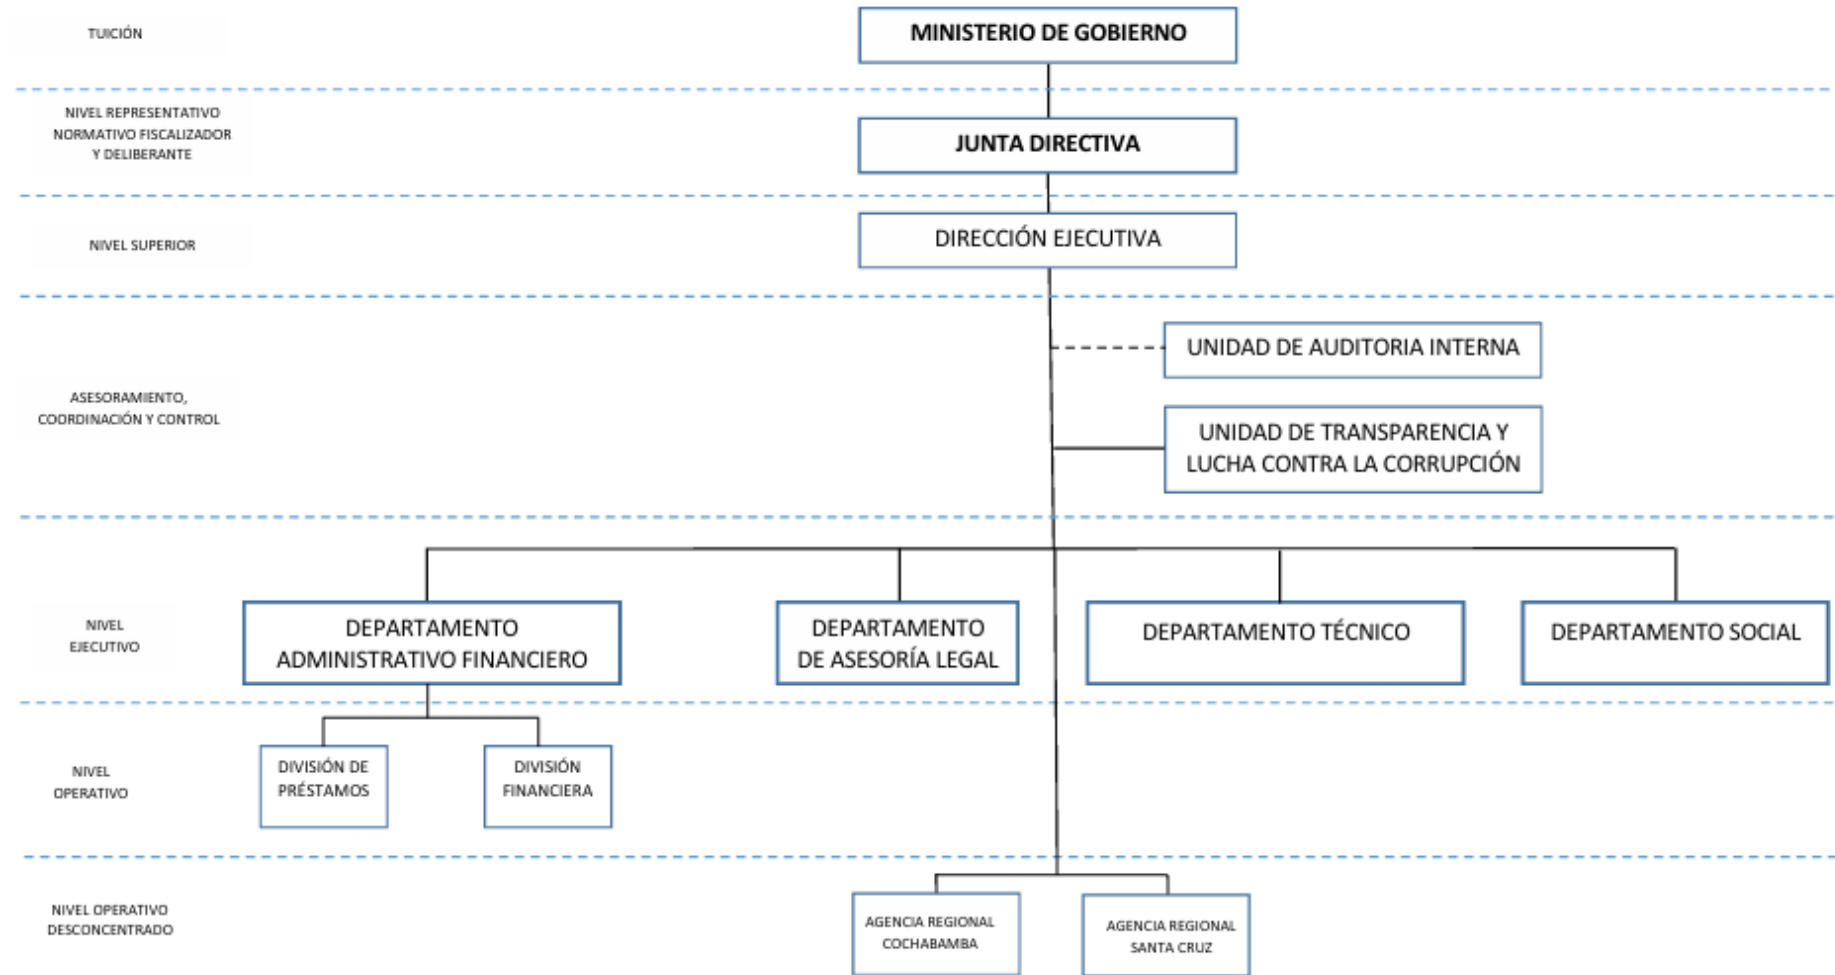 TUICIÓN
MINISTERIO DE GOBIERNO
NIVEL REPRESENTATIVO
NORMATIVO FISCALIZADOR
Y DELIBERANTE
JUNTA DIRECTIVA
NIVEL SUPERIOR
DIRECCIÓN EJECUTIVA
ASESORAMIENTO,
COORDINACIÓN Y CONTROL
UNIDAD DE AUDITORIA INTERNA
UNIDAD DE TRANSPARENCIA Y
LUCHA CONTRA LA CORRUPCIÓN
NIVEL
EJECUTIVO
DEPARTAMENTO
ADMINISTRATIVO FINANCIERO
DEPARTAMENTO
DE ASESORÍA LEGAL
DEPARTAMENTO TÉCNICO
DEPARTAMENTO SOCIAL
NIVEL
OPERATIVO
DIVISIÓN DE
PRÉSTAMOS
DIVISIÓN
FINANCIERA
NIVEL OPERATIVO
DESCONCENTRADO
AGENCIA REGIONAL
COCHABAMBA
AGENCIA REGIONAL
SANTA CRUZ